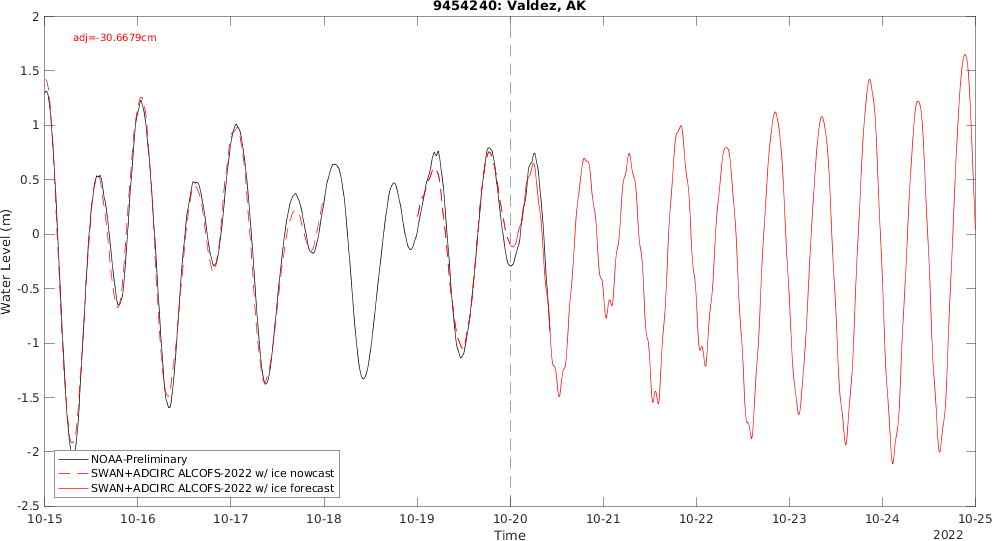 9454240: Valdez, AK
adj=-30.6679cm
Water Level (m)
2
1.5
1
0.5
0
-0.5
-1
-1.5
-2
-2.5
NOAA-Preliminary
SWAN+ADCIRC ALCOFS-2022 w/ ice nowcast
SWAN+ADCIRC ALCOFS-2022 w/ ice forecast
10-15 10-16 10-17 10-18 10-19 10-20 10-21 10-22 10-23 10-24 10-25
Time
2022